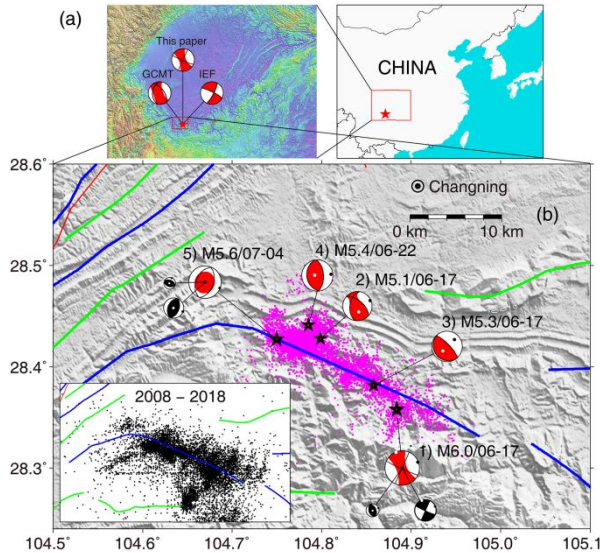 (a)
This paper
GCMT
IEF
CHINA
28.6°
28.5°
28.4°
28.3°
Changning
(b)
0 km
10 km
5) M5.6/07-04
4) M5.4/06-22
2) M5.1/06-17
3) M5.3/06-17
1) M6.0/06-17
2008 – 2018
104.5°
104.6°
104.7°
104.8°
104.9°
105.0°
105.1°